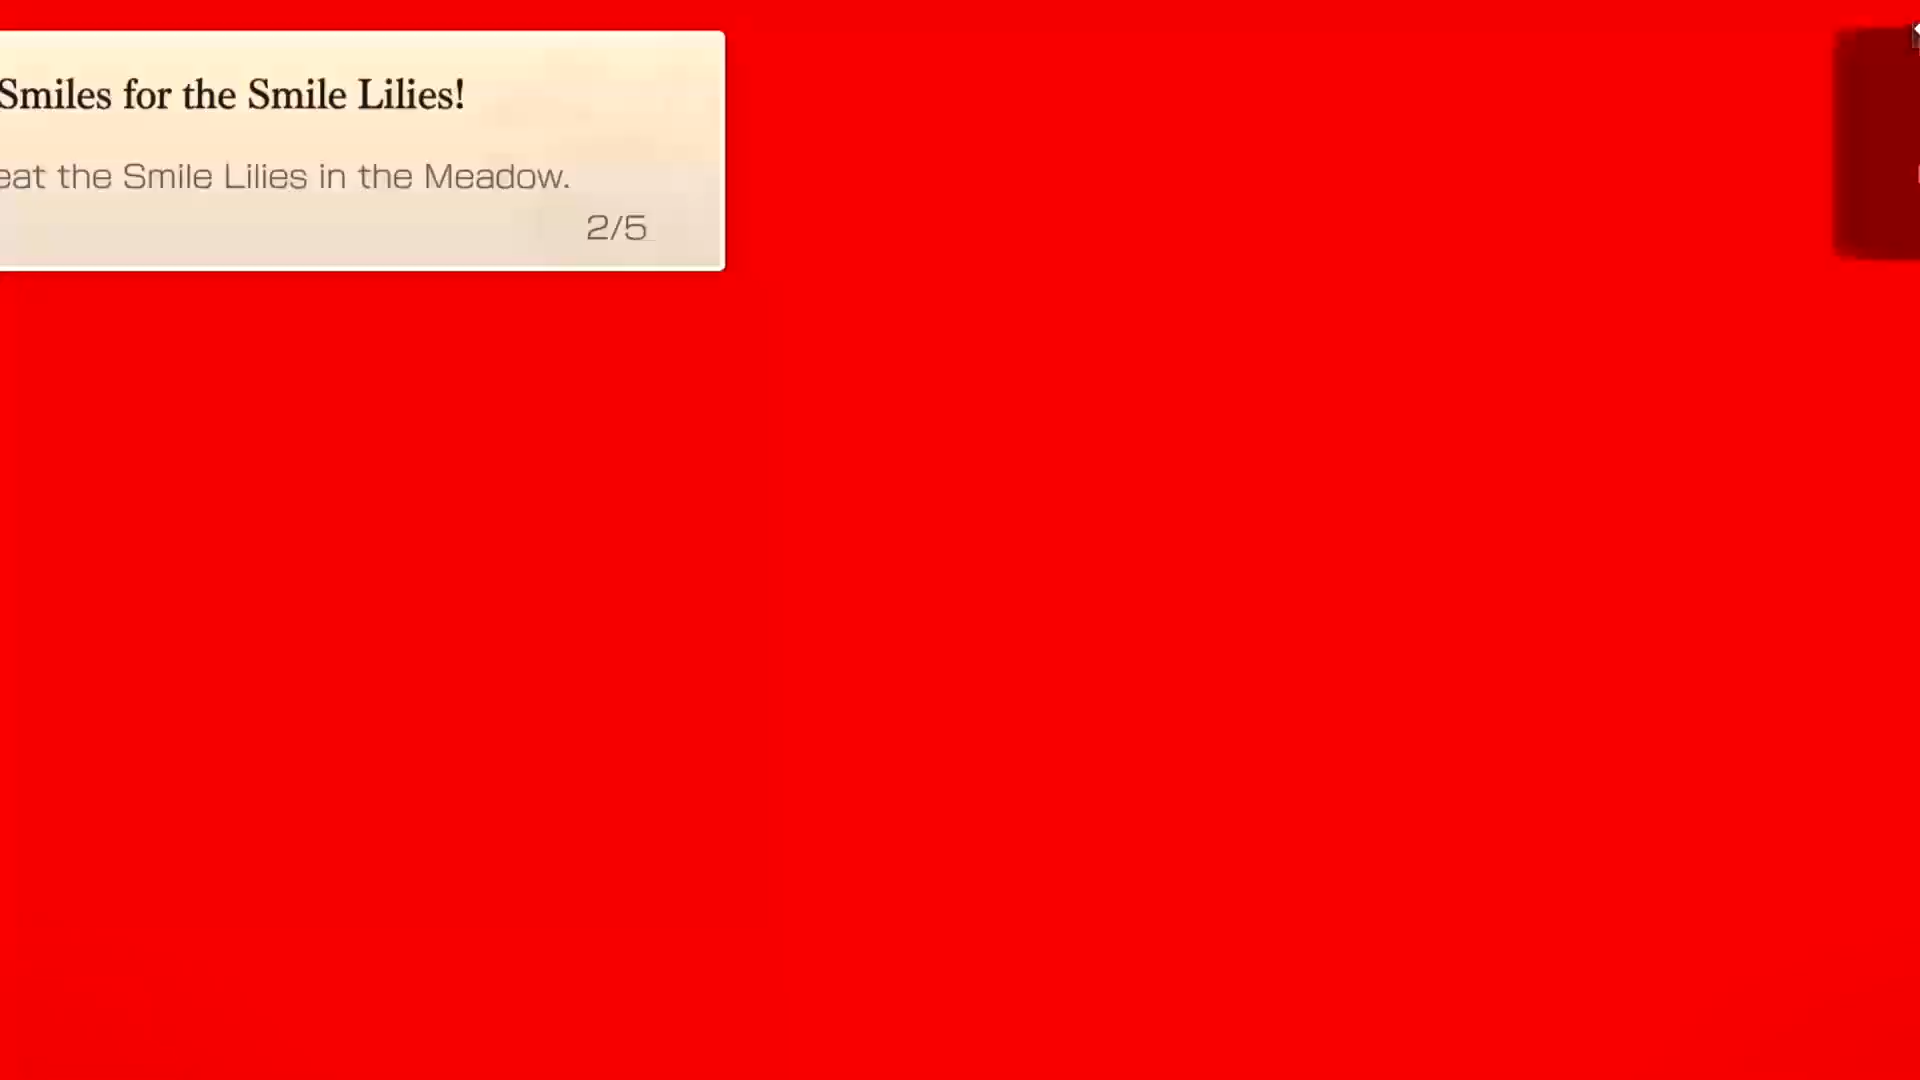 Smiles for the Smile Lilies!
eat the Smile Lilies in the Meadow.
2/5